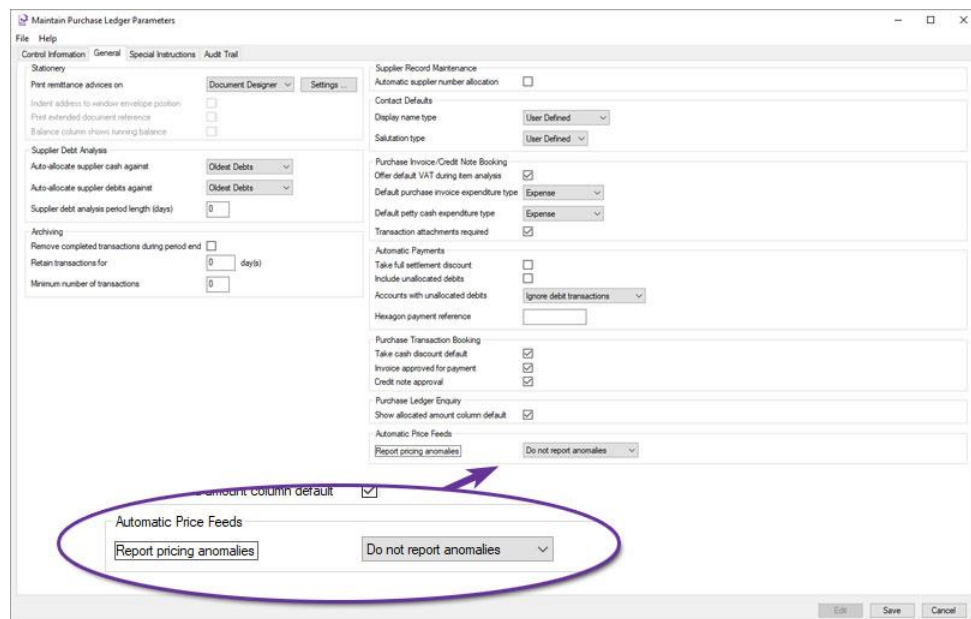 Maintain Purchase Ledger Parameters
File Help
Control Information General Special Instructions Audit Trail
Stationery
Print remittance advices on Document Designer Settings ...
Indent address to window envelope position
Print extended document reference
Balance column shows running balance
Supplier Debt Analysis
Auto-allocate supplier cash against Oldest Debts
Auto-allocate supplier debits against Oldest Debts
Supplier debt analysis period length (days) 0
Archiving
Remove completed transactions during period end
Retain transactions for 0 day(s)
Minimum number of transactions 0
Supplier Record Maintenance
Automatic supplier number allocation
Contact Defaults
Display name type User Defined
Salutation type User Defined
Purchase Invoice/Credit Note Booking
Offer default VAT during item analysis
Default purchase invoice expenditure type Expense
Default petty cash expenditure type Expense
Transaction attachments required
Automatic Payments
Take full settlement discount
Include unallocated debits
Accounts with unallocated debits Ignore debit transactions
Hexagon payment reference
Purchase Transaction Booking
Take cash discount default
Invoice approved for payment
Credit note approval
Purchase Ledger Enquiry
Show allocated amount column default
Automatic Price Feeds
Report pricing anomalies Do not report anomalies
amount column default
Automatic Price Feeds
Report pricing anomalies Do not report anomalies
Edit Save Cancel